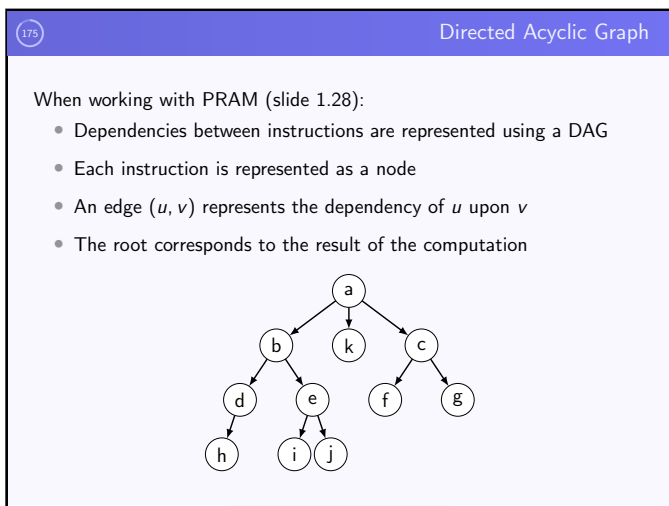 175
Directed Acyclic Graph
When working with PRAM (slide 1.28):
• Dependencies between instructions are represented using a DAG
• Each instruction is represented as a node
• An edge (u, v) represents the dependency of u upon v
• The root corresponds to the result of the computation
a
b k c
d e f g
h i j